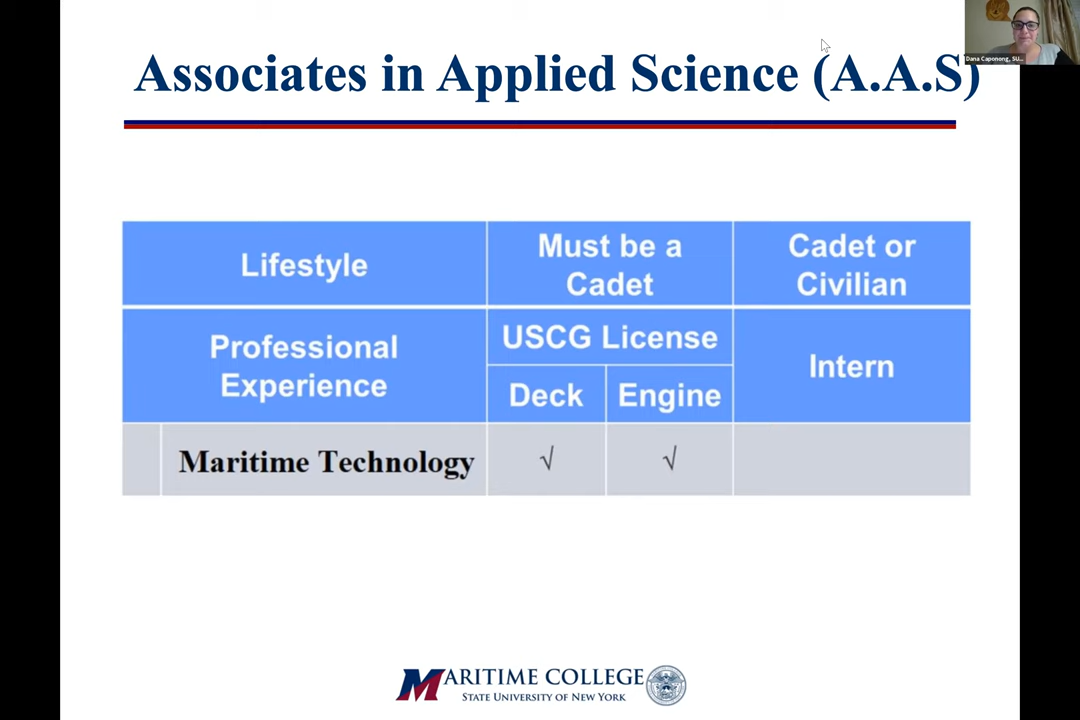 Associates in Applied Science (A.A.S)
Dana Caponong, SU...
Lifestyle
Must be a
Cadet
Cadet or
Civilian
Professional
Experience
USCG License
Deck
Engine
Intern
Maritime Technology
√
√
MARITIME COLLEGE
STATE UNIVERSITY OF NEW YORK